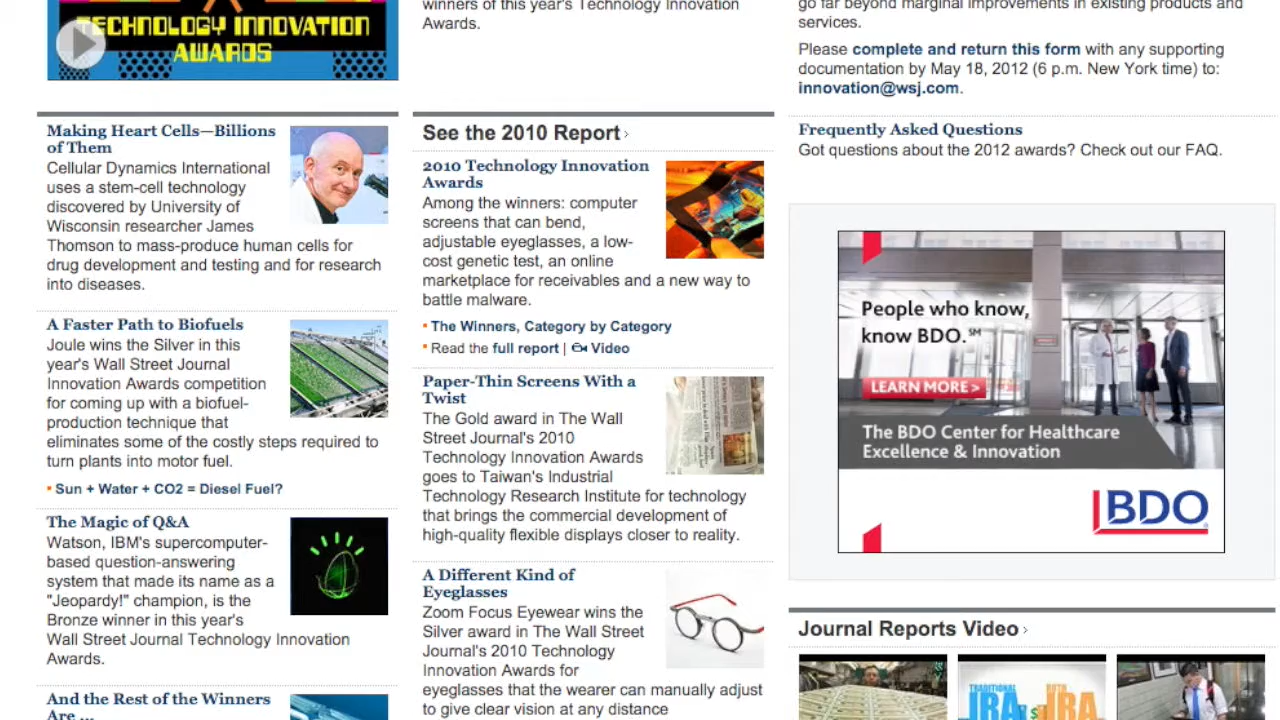 TECHNOLOGY INNOVATION
AWARDS
Making Heart Cells—Billions
of Them
Cellular Dynamics International
uses a stem-cell technology
discovered by University of
Wisconsin researcher James
Thomson to mass-produce human cells for
drug development and testing and for research
into diseases.
A Faster Path to Biofuels
Joule wins the Silver in this
year's Wall Street Journal
Innovation Awards competition
for coming up with a biofuel-
production technique that
eliminates some of the costly steps required to
turn plants into motor fuel.
Sun + Water + CO2 = Diesel Fuel?
The Magic of Q&A
Watson, IBM's supercomputer-
based question-answering
system that made its name as a
"Jeopardy!" champion, is the
Bronze winner in this year's
Wall Street Journal Technology Innovation
Awards.
And the Rest of the Winners
Are ...
winners of this year's Technology Innovation
Awards.
See the 2010 Report ›
2010 Technology Innovation
Awards
Among the winners: computer
screens that can bend,
adjustable eyeglasses, a low-
cost genetic test, an online
marketplace for receivables and a new way to
battle malware.
The Winners, Category by Category
Read the full report | Video
Paper-Thin Screens With a
Twist
The Gold award in The Wall
Street Journal's 2010
Technology Innovation Awards
goes to Taiwan's Industrial
Technology Research Institute for technology
that brings the commercial development of
high-quality flexible displays closer to reality.
A Different Kind of
Eyeglasses
Zoom Focus Eyewear wins the
Silver award in The Wall Street
Journal's 2010 Technology
Innovation Awards for
eyeglasses that the wearer can manually adjust
to give clear vision at any distance
go far beyond marginal improvements in existing products and
services.
Please complete and return this form with any supporting
documentation by May 18, 2012 (6 p.m. New York time) to:
innovation@wsj.com.
Frequently Asked Questions
Got questions about the 2012 awards? Check out our FAQ.
People who know,
know BDO.℠
LEARN MORE >
The BDO Center for Healthcare
Excellence & Innovation
BDO
Journal Reports Video ›
TRADITIONAL
IRA
ROTH
IRA